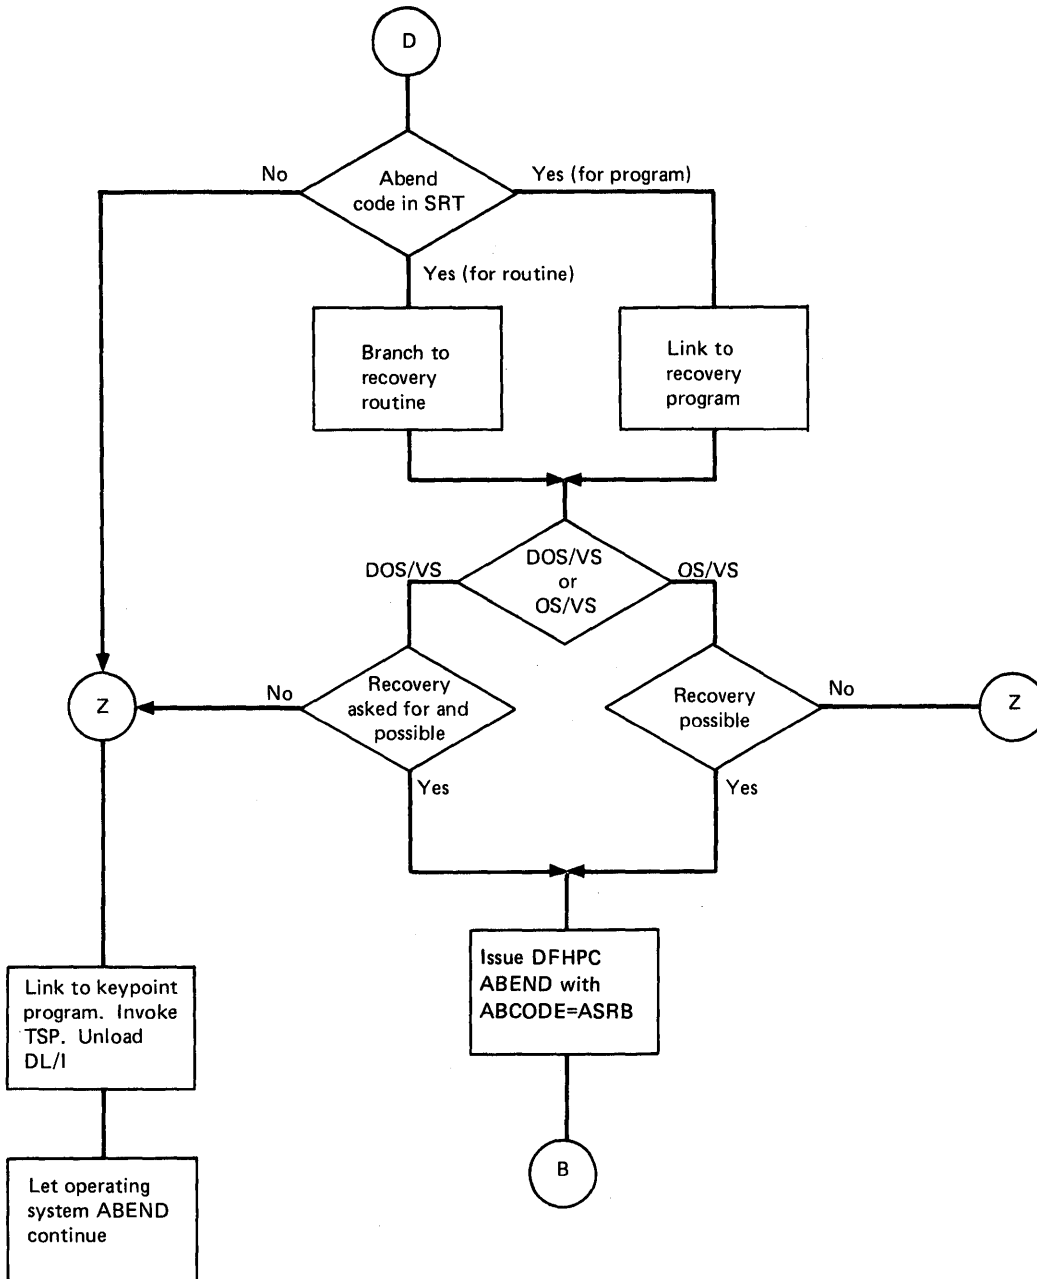 D
No
Abend
code in SRT
Yes (for program)
Yes (for routine)
Branch to
recovery
routine
Link to
recovery
program
DOS/VS
DOS/VS
or
OS/VS
OS/VS
Z
No
Recovery
asked for and
possible
Recovery
possible
No
Z
Yes
Yes
Issue DFHPC
ABEND with
ABCODE=ASRB
Link to keypoint
program. Invoke
TSP. Unload
DL/I
B
Let operating
system ABEND
continue